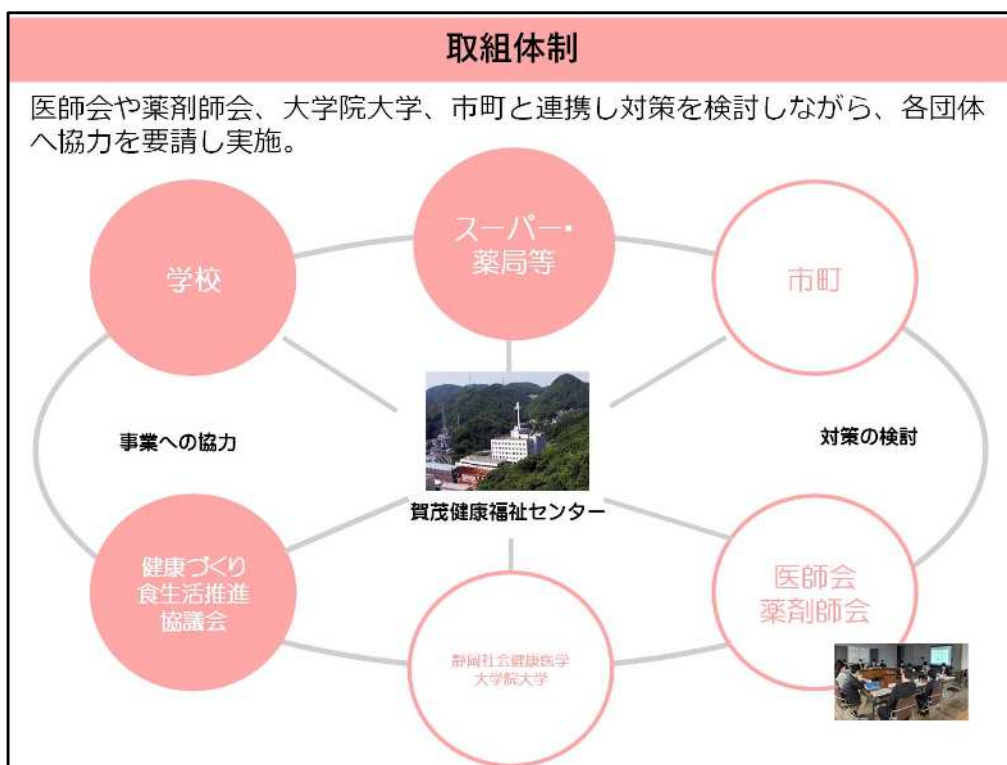 取組体制
医師会や薬剤師会、大学院大学、市町と連携し対策を検討しながら、各団体
へ協力を要請し実施。
スーパー・
薬局等
学校
市町
事業への協力
対策の検討
賀茂健康福祉センター
健康づくり
食生活推進
協議会
医師会
薬剤師会
静岡社会健康医学
大学院大学